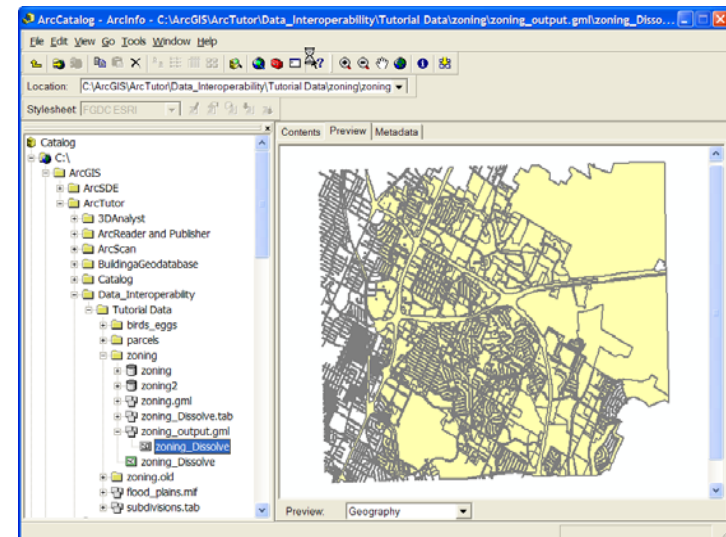 ArcCatalog - ArcInfo - C:\ArcGIS\ArcTutor\Data_Interoperability\Tutorial Data\zoning\zoning_output.gml\zoning_Disso...
File Edit View Go Tools Window Help
Location: C:\ArcGIS\ArcTutor\Data_Interoperability\Tutorial Data\zoning\zoning
Stylesheet: FGDC ESRI
Contents Preview Metadata
Catalog
C:\
ArcGIS
ArcSDE
ArcTutor
3DAnalyst
ArcReader and Publisher
ArcScan
BuildingaGeodatabase
Catalog
Data_Interoperability
Tutorial Data
birds_eggs
parcels
zoning
zoning
zoning2
zoning.gml
zoning_Dissolve.tab
zoning_output.gml
zoning_Dissolve
zoning_Dissolve
zoning.old
flood_plains.mif
subdivisions.tab
Preview: Geography